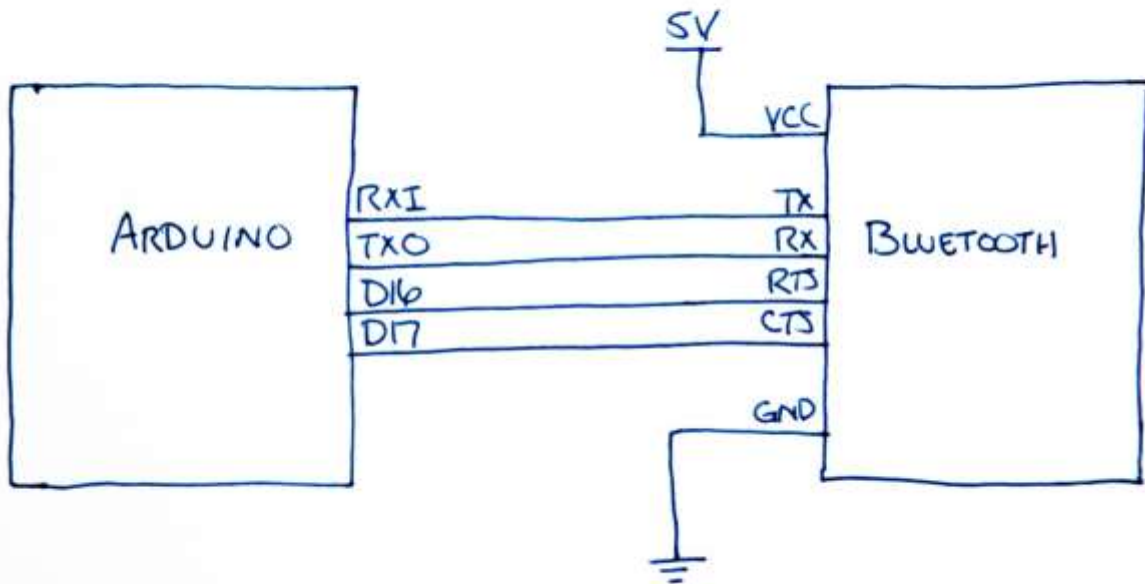 5V
VCC
RXI TX
ARDUINO TXO RX BLUETOOTH
D16 RTS
D17 CTS
GND